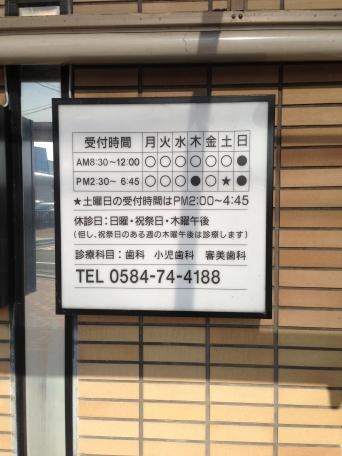 受付時間 月 火 水 木 金 土 日
AM8:30～12:00 ○ ○ ○ ○ ○ ○ ●
PM2:30～ 6:45 ○ ○ ○ ● ○ ★ ●
★土曜日の受付時間はPM2:00～4:45
休診日：日曜・祝祭日・木曜午後
(但し、祝祭日のある週の木曜午後は診療します)
診療科目：歯科 小児歯科 審美歯科
TEL 0584-74-4188